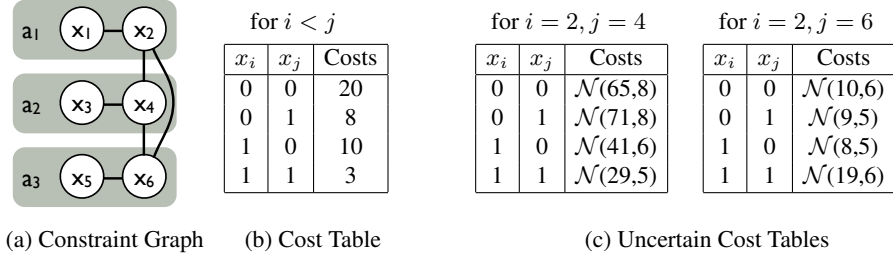 a₁ x₁ x₂
a₂ x₃ x₄
a₃ x₅ x₆
(a) Constraint Graph
for i < j
xᵢ xⱼ Costs
0 0 20
0 1 8
1 0 10
1 1 3
(b) Cost Table
for i = 2, j = 4
xᵢ xⱼ Costs
0 0 𝒩(65,8)
0 1 𝒩(71,8)
1 0 𝒩(41,6)
1 1 𝒩(29,5)
for i = 2, j = 6
xᵢ xⱼ Costs
0 0 𝒩(10,6)
0 1 𝒩(9,5)
1 0 𝒩(8,5)
1 1 𝒩(19,6)
(c) Uncertain Cost Tables